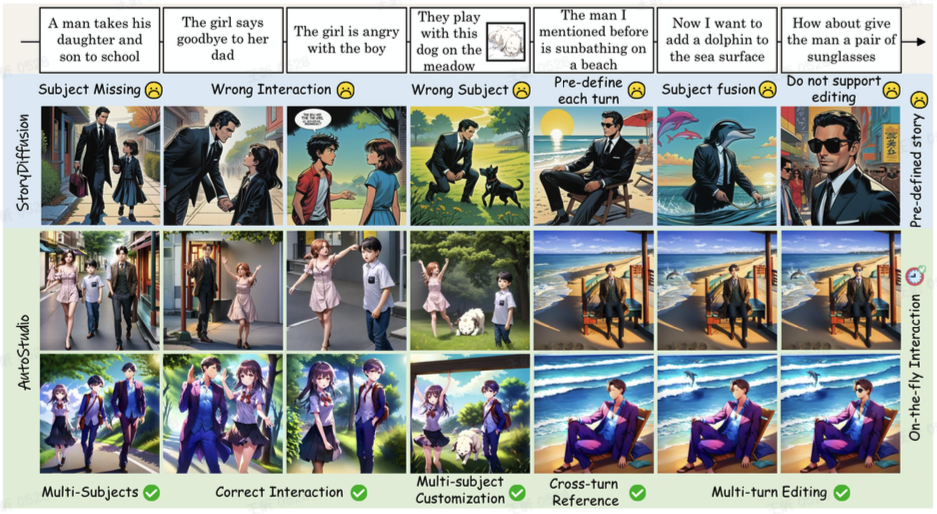 A man takes his
daughter and
son to school
The girl says
goodbye to her
dad
The girl is angry
with the boy
They play
with this
dog on the
meadow
The man I
mentioned before
is sunbathing on
a beach
Now I want to
add a dolphin to
the sea surface
How about give
the man a pair of
sunglasses
Subject Missing
Wrong Interaction
Wrong Subject
Pre-define
each turn
Subject fusion
Do not support
editing
StoryDiffusion
Pre-defined story
AutoStudio
On-the-fly Interaction
Multi-Subjects
Correct Interaction
Multi-subject
Customization
Cross-turn
Reference
Multi-turn Editing